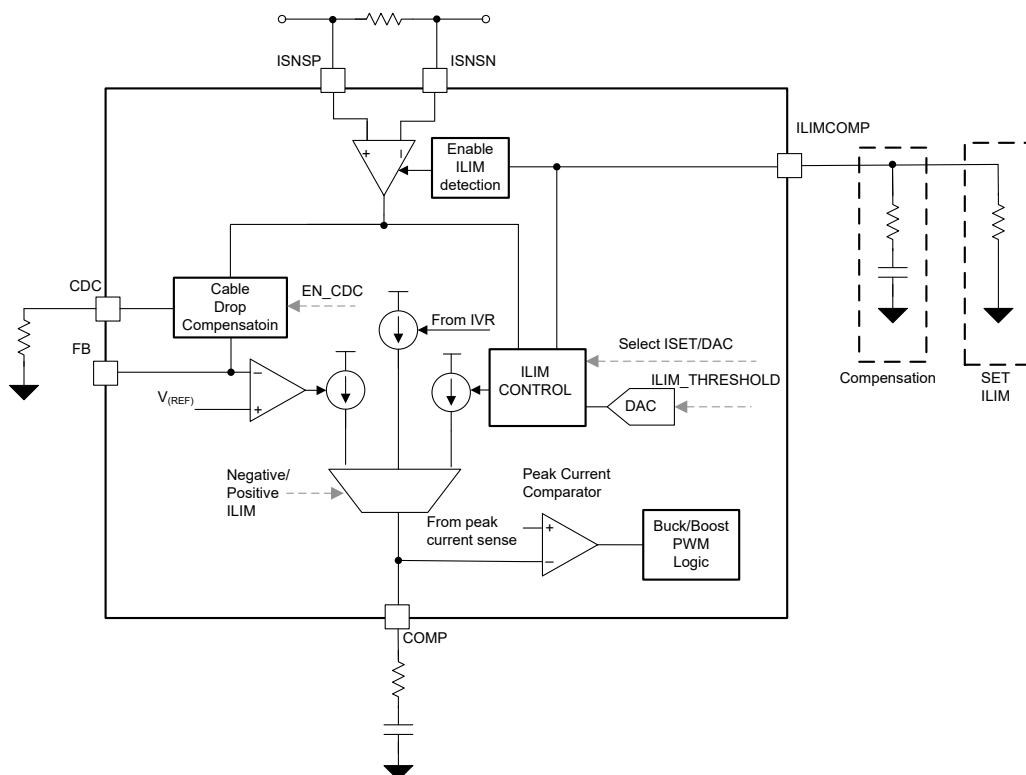 ISNSP
ISNSN
+
–
Enable
ILIM
detection
ILIMCOMP
CDC
Cable
Drop
Compensatoin
EN_CDC
From IVR
FB
V(REF)
–
+
Select ISET/DAC
ILIM
CONTROL
ILIM_THRESHOLD
DAC
Compensation
SET
ILIM
Negative/
Positive
ILIM
Peak Current
Comparator
From peak
current sense
+
–
Buck/Boost
PWM
Logic
COMP